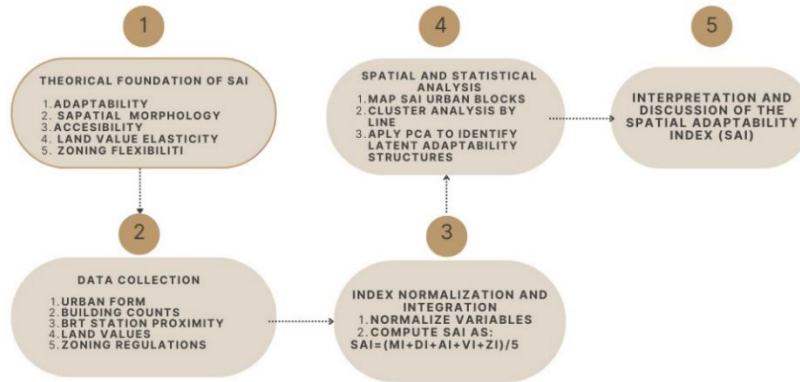 1
THEORICAL FOUNDATION OF SAI
1. ADAPTABILITY
2. SAPATIAL MORPHOLOGY
3. ACCESIBILITY
4. LAND VALUE ELASTICITY
5. ZONING FLEXIBILITI
2
DATA COLLECTION
1. URBAN FORM
2. BUILDING COUNTS
3. BRT STATION PROXIMITY
4. LAND VALUES
5. ZONING REGULATIONS
3
INDEX NORMALIZATION AND
INTEGRATION
1. NORMALIZE VARIABLES
2. COMPUTE SAI AS:
SAI=(MI+DI+AI+VI+ZI)/5
4
SPATIAL AND STATISTICAL
ANALYSIS
1. MAP SAI URBAN BLOCKS
2. CLUSTER ANALYSIS BY
LINE
3. APLY PCA TO IDENTIFY
LATENT ADAPTABILITY
STRUCTURES
5
INTERPRETATION AND
DISCUSSION OF THE
SPATIAL ADAPTABILITY
INDEX (SAI)